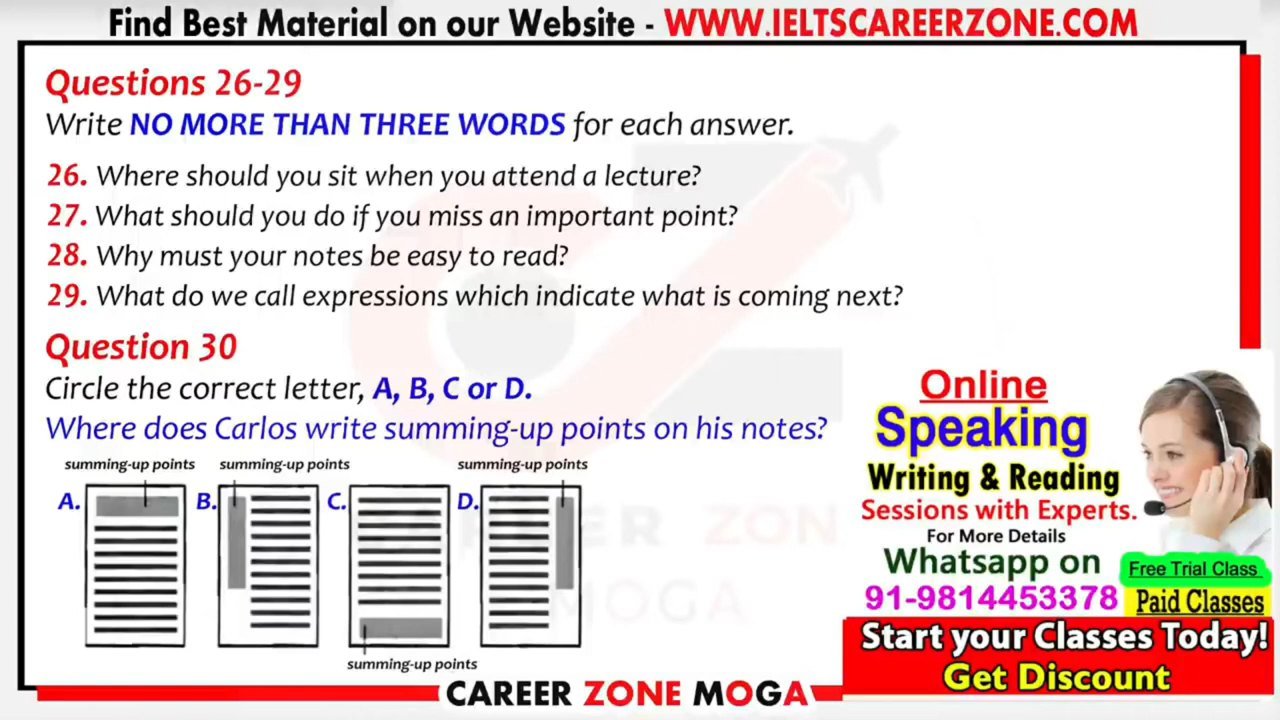 Find Best Material on our Website - WWW.IELTSCAREERZONE.COM
Questions 26-29
Write NO MORE THAN THREE WORDS for each answer.
26. Where should you sit when you attend a lecture?
27. What should you do if you miss an important point?
28. Why must your notes be easy to read?
29. What do we call expressions which indicate what is coming next?
Question 30
Circle the correct letter, A, B, C or D.
Where does Carlos write summing-up points on his notes?
summing-up points summing-up points summing-up points
A. B. C. D.
summing-up points
CAREER ZONE MOGA
Online
Speaking
Writing & Reading
Sessions with Experts.
For More Details
Whatsapp on
91-9814453378
Free Trial Class
Paid Classes
Start your Classes Today!
Get Discount
CAREER ZONE MOGA